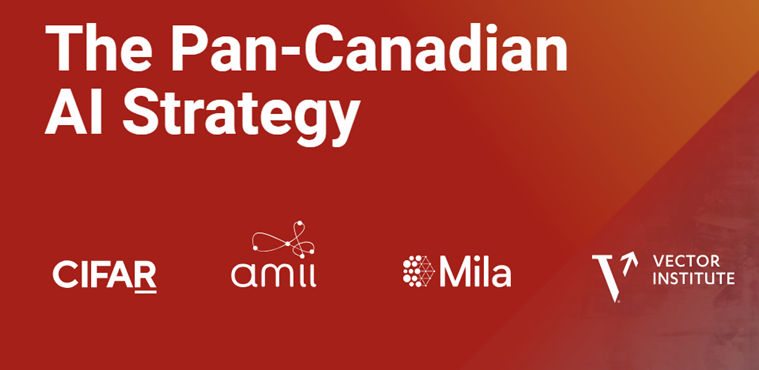 The Pan-Canadian
AI Strategy
CIFAR
amii
Mila
VECTOR
INSTITUTE